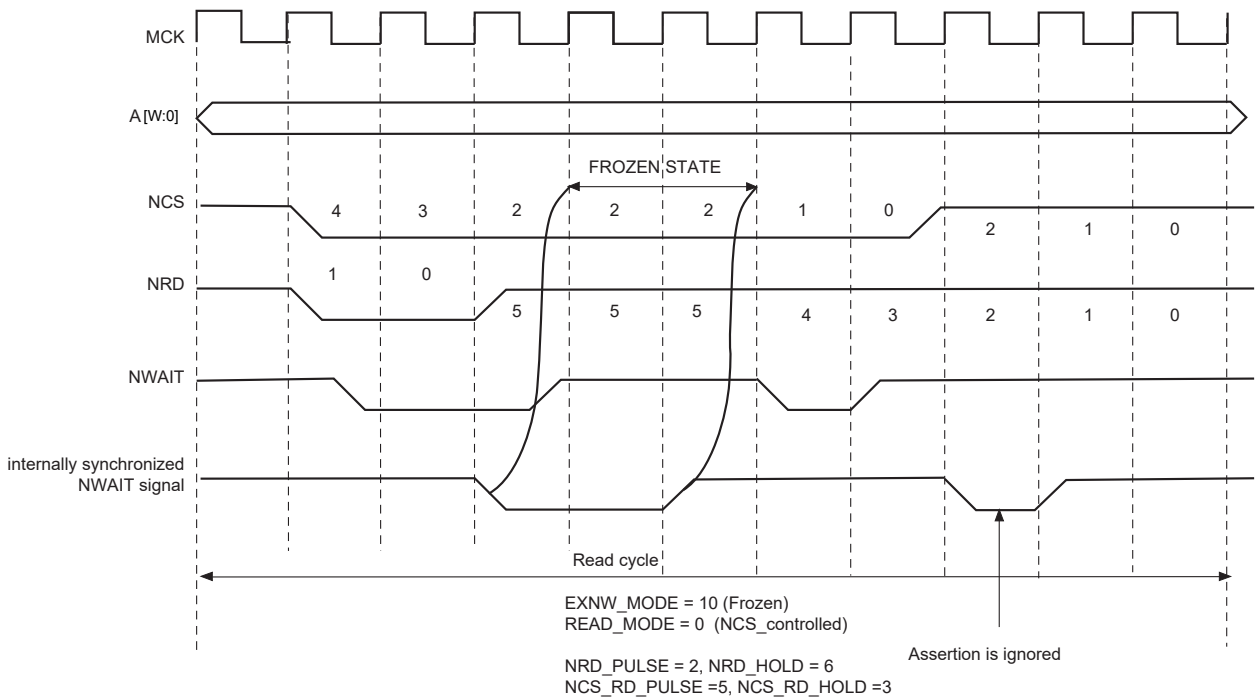 MCK
A [W:0]
FROZEN STATE
NCS
4 3 2 2 2 1 0
2 1 0
1 0
NRD
5 5 5 4 3 2 1 0
NWAIT
internally synchronized
NWAIT signal
Read cycle
EXNW_MODE = 10 (Frozen)
READ_MODE = 0 (NCS_controlled)
Assertion is ignored
NRD_PULSE = 2, NRD_HOLD = 6
NCS_RD_PULSE =5, NCS_RD_HOLD =3